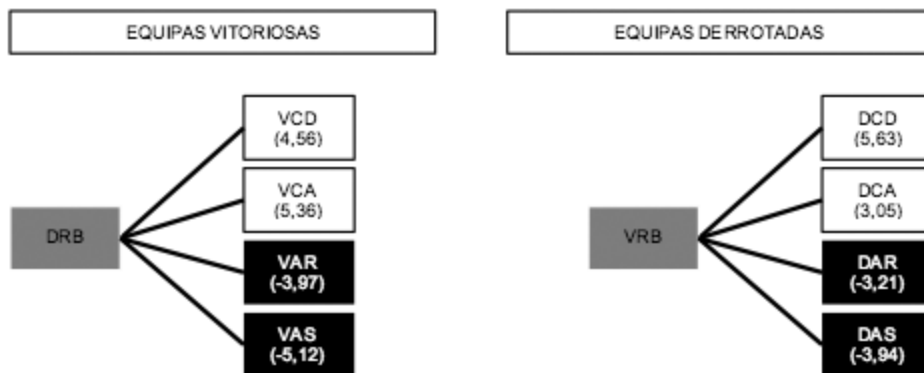 EQUIPAS VITORIOSAS
EQUIPAS DERROTADAS
DRB
VCD
(4,56)
VCA
(5,36)
VAR
(-3,97)
VAS
(-5,12)
VRB
DCD
(5,63)
DCA
(3,05)
DAR
(-3,21)
DAS
(-3,94)